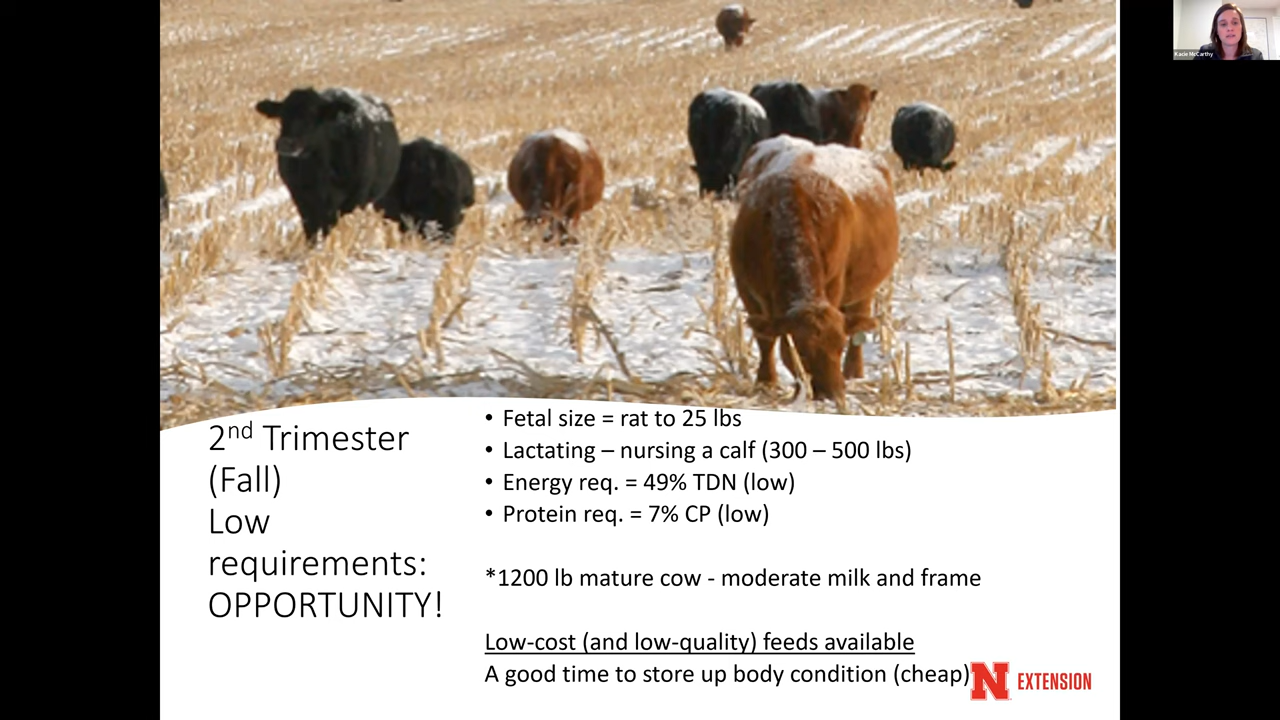 Kacie McCarthy
2nd Trimester
(Fall)
Low
requirements:
OPPORTUNITY!
• Fetal size = rat to 25 lbs
• Lactating – nursing a calf (300 – 500 lbs)
• Energy req. = 49% TDN (low)
• Protein req. = 7% CP (low)
*1200 lb mature cow - moderate milk and frame
Low-cost (and low-quality) feeds available
A good time to store up body condition (cheap)
N EXTENSION